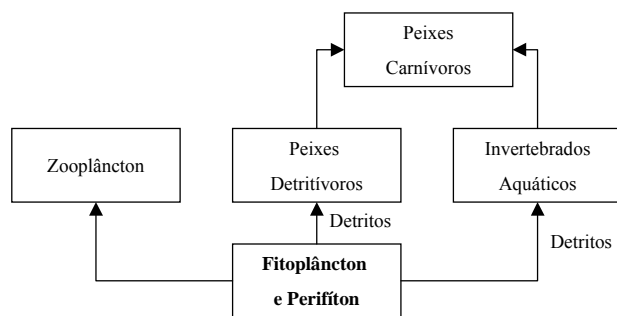 Peixes
Carnívoros
Zooplâncton
Peixes
Detritívoros
Invertebrados
Aquáticos
Detritos
Detritos
Fitoplâncton
e Perifíton